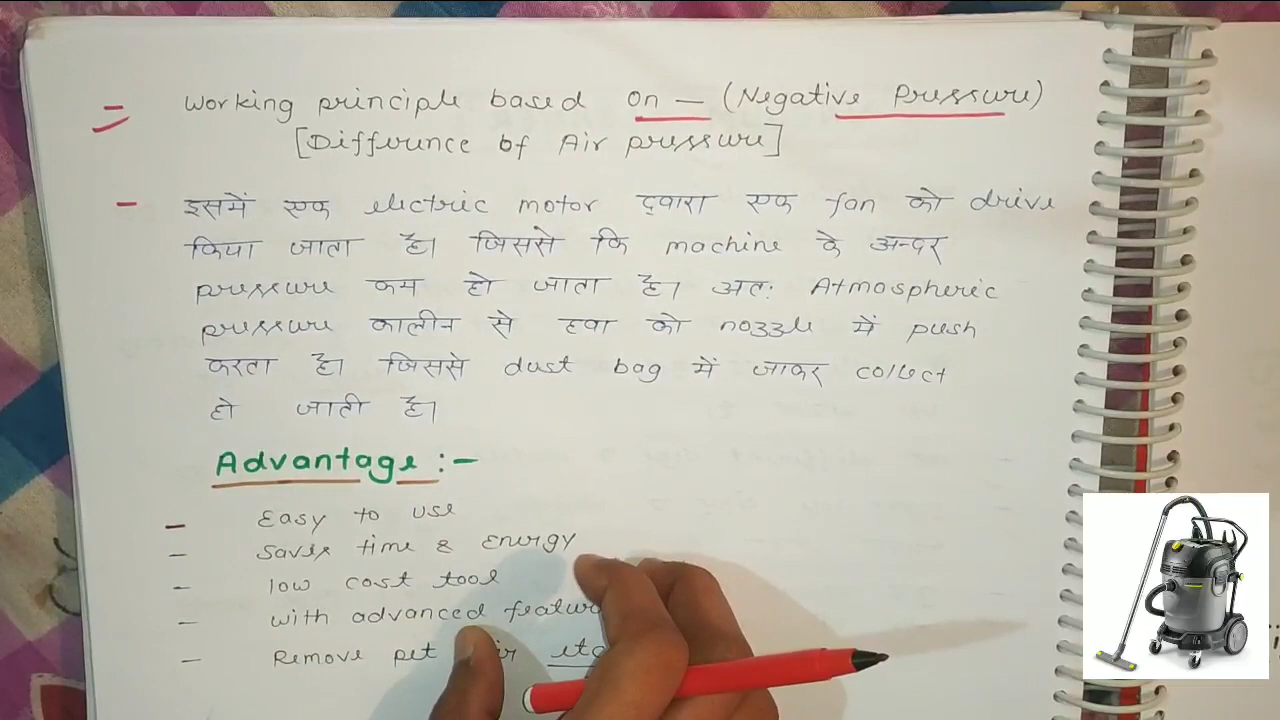 Working principle based on — (Negative Pressure)
[Difference of Air pressure]
इसमें एक electric motor द्वारा एक fan को drive
किया जाता है। जिससे कि machine के अन्दर
pressure कम हो जाता है। अतः Atmospheric
pressure कालीन से हवा को nozzle में push
करता है। जिससे dust bag में जाकर collect
हो जाती है।
Advantage :-
- Easy to use
- Saves time & Energy
- low cost tool
- with advanced
- Remove pet etc